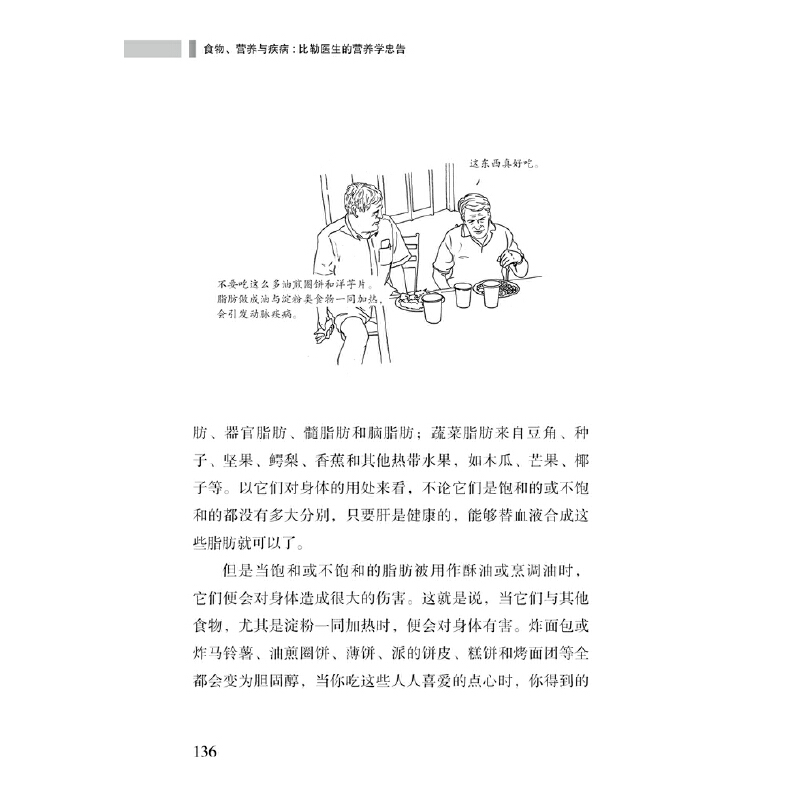 食物、营养与疾病：比勒医生的营养学忠告
这东西真好吃。
不要吃这么多油煎圈饼和洋芋片。
脂肪做成油与淀粉类食物一同加热，
会引发动脉疾病。
肪、器官脂肪、髓脂肪和脑脂肪；蔬菜脂肪来自豆角、种
子、坚果、鳄梨、香蕉和其他热带水果，如木瓜、芒果、椰
子等。以它们对身体的用处来看，不论它们是饱和的或不饱
和的都没有多大分别，只要肝是健康的，能够替血液合成这
些脂肪就可以了。
但是当饱和或不饱和的脂肪被用作酥油或烹调油时，
它们便会对身体造成很大的伤害。这就是说，当它们与其他
食物，尤其是淀粉一同加热时，便会对身体有害。炸面包或
炸马铃薯、油煎圈饼、薄饼、派的饼皮、糕饼和烤面团等全
都会变为胆固醇，当你吃这些人人喜爱的点心时，你得到的
136